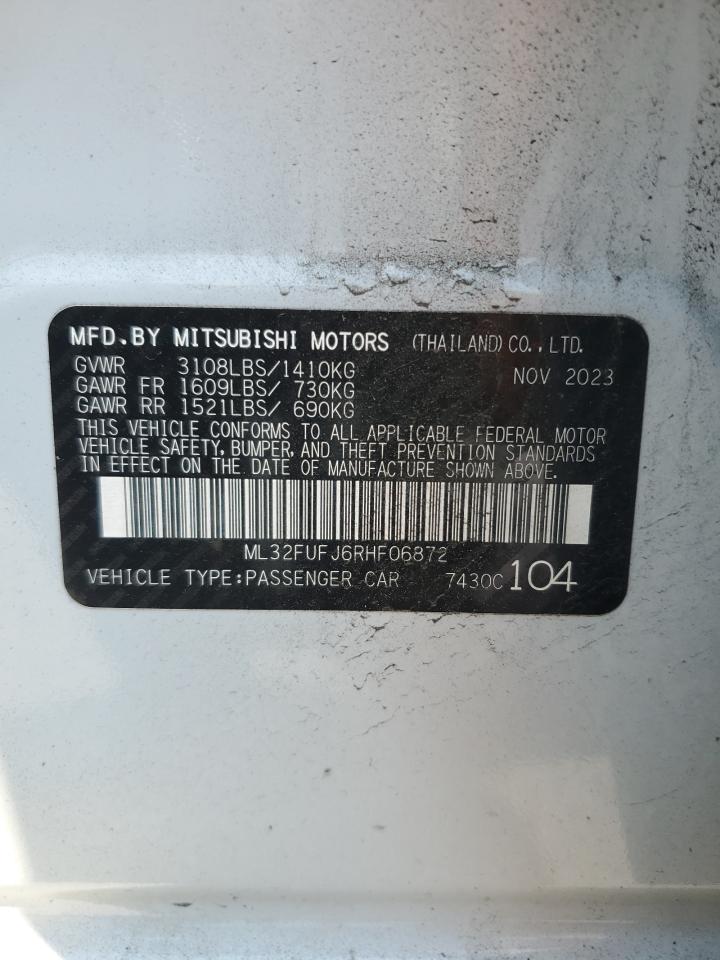 MFD.BY MITSUBISHI MOTORS (THAILAND) CO., LTD.
GVWR 3108LBS/1410KG NOV 2023
GAWR FR 1609LBS/ 730KG
GAWR RR 1521LBS/ 690KG
THIS VEHICLE CONFORMS TO ALL APPLICABLE FEDERAL MOTOR
VEHICLE SAFETY, BUMPER, AND THEFT PREVENTION STANDARDS
IN EFFECT ON THE DATE OF MANUFACTURE SHOWN ABOVE.
ML32FUFJ6RHF06872
VEHICLE TYPE:PASSENGER CAR 7430C 104